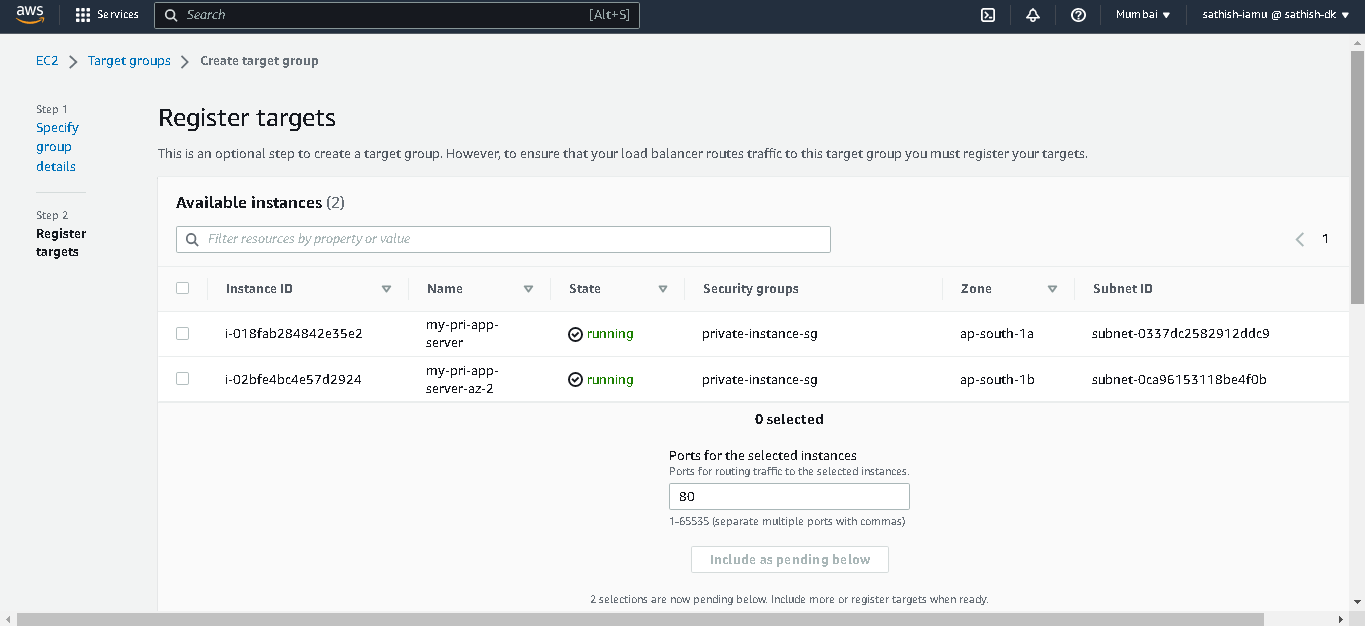 aws Services Search [Alt+S] Mumbai sathish-iamu @ sathish-dk
EC2 Target groups Create target group
Step 1
Specify
group
details
Step 2
Register
targets
Register targets
This is an optional step to create a target group. However, to ensure that your load balancer routes traffic to this target group you must register your targets.
Available instances (2)
Filter resources by property or value
1
Instance ID Name State Security groups Zone Subnet ID
i-018fab284842e35e2 my-pri-app-server running private-instance-sg ap-south-1a subnet-0337dc2582912ddc9
i-02bfe4bc4e57d2924 my-pri-app-server-az-2 running private-instance-sg ap-south-1b subnet-0ca96153118be4f0b
0 selected
Ports for the selected instances
Ports for routing traffic to the selected instances.
80
1-65535 (separate multiple ports with commas)
Include as pending below
2 selections are now pending below. Include more or register targets when ready.